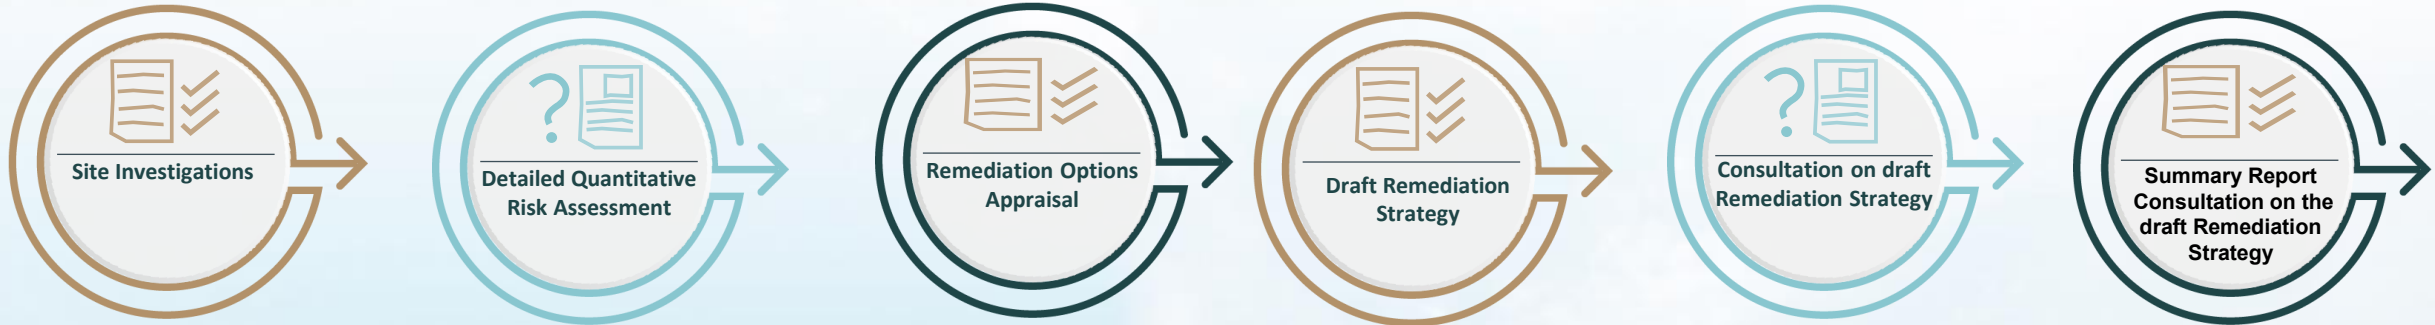 Site Investigations
Detailed Quantitative
Risk Assessment
Remediation Options
Appraisal
Draft Remediation
Strategy
Consultation on draft
Remediation Strategy
Summary Report
Consultation on the
draft Remediation
Strategy